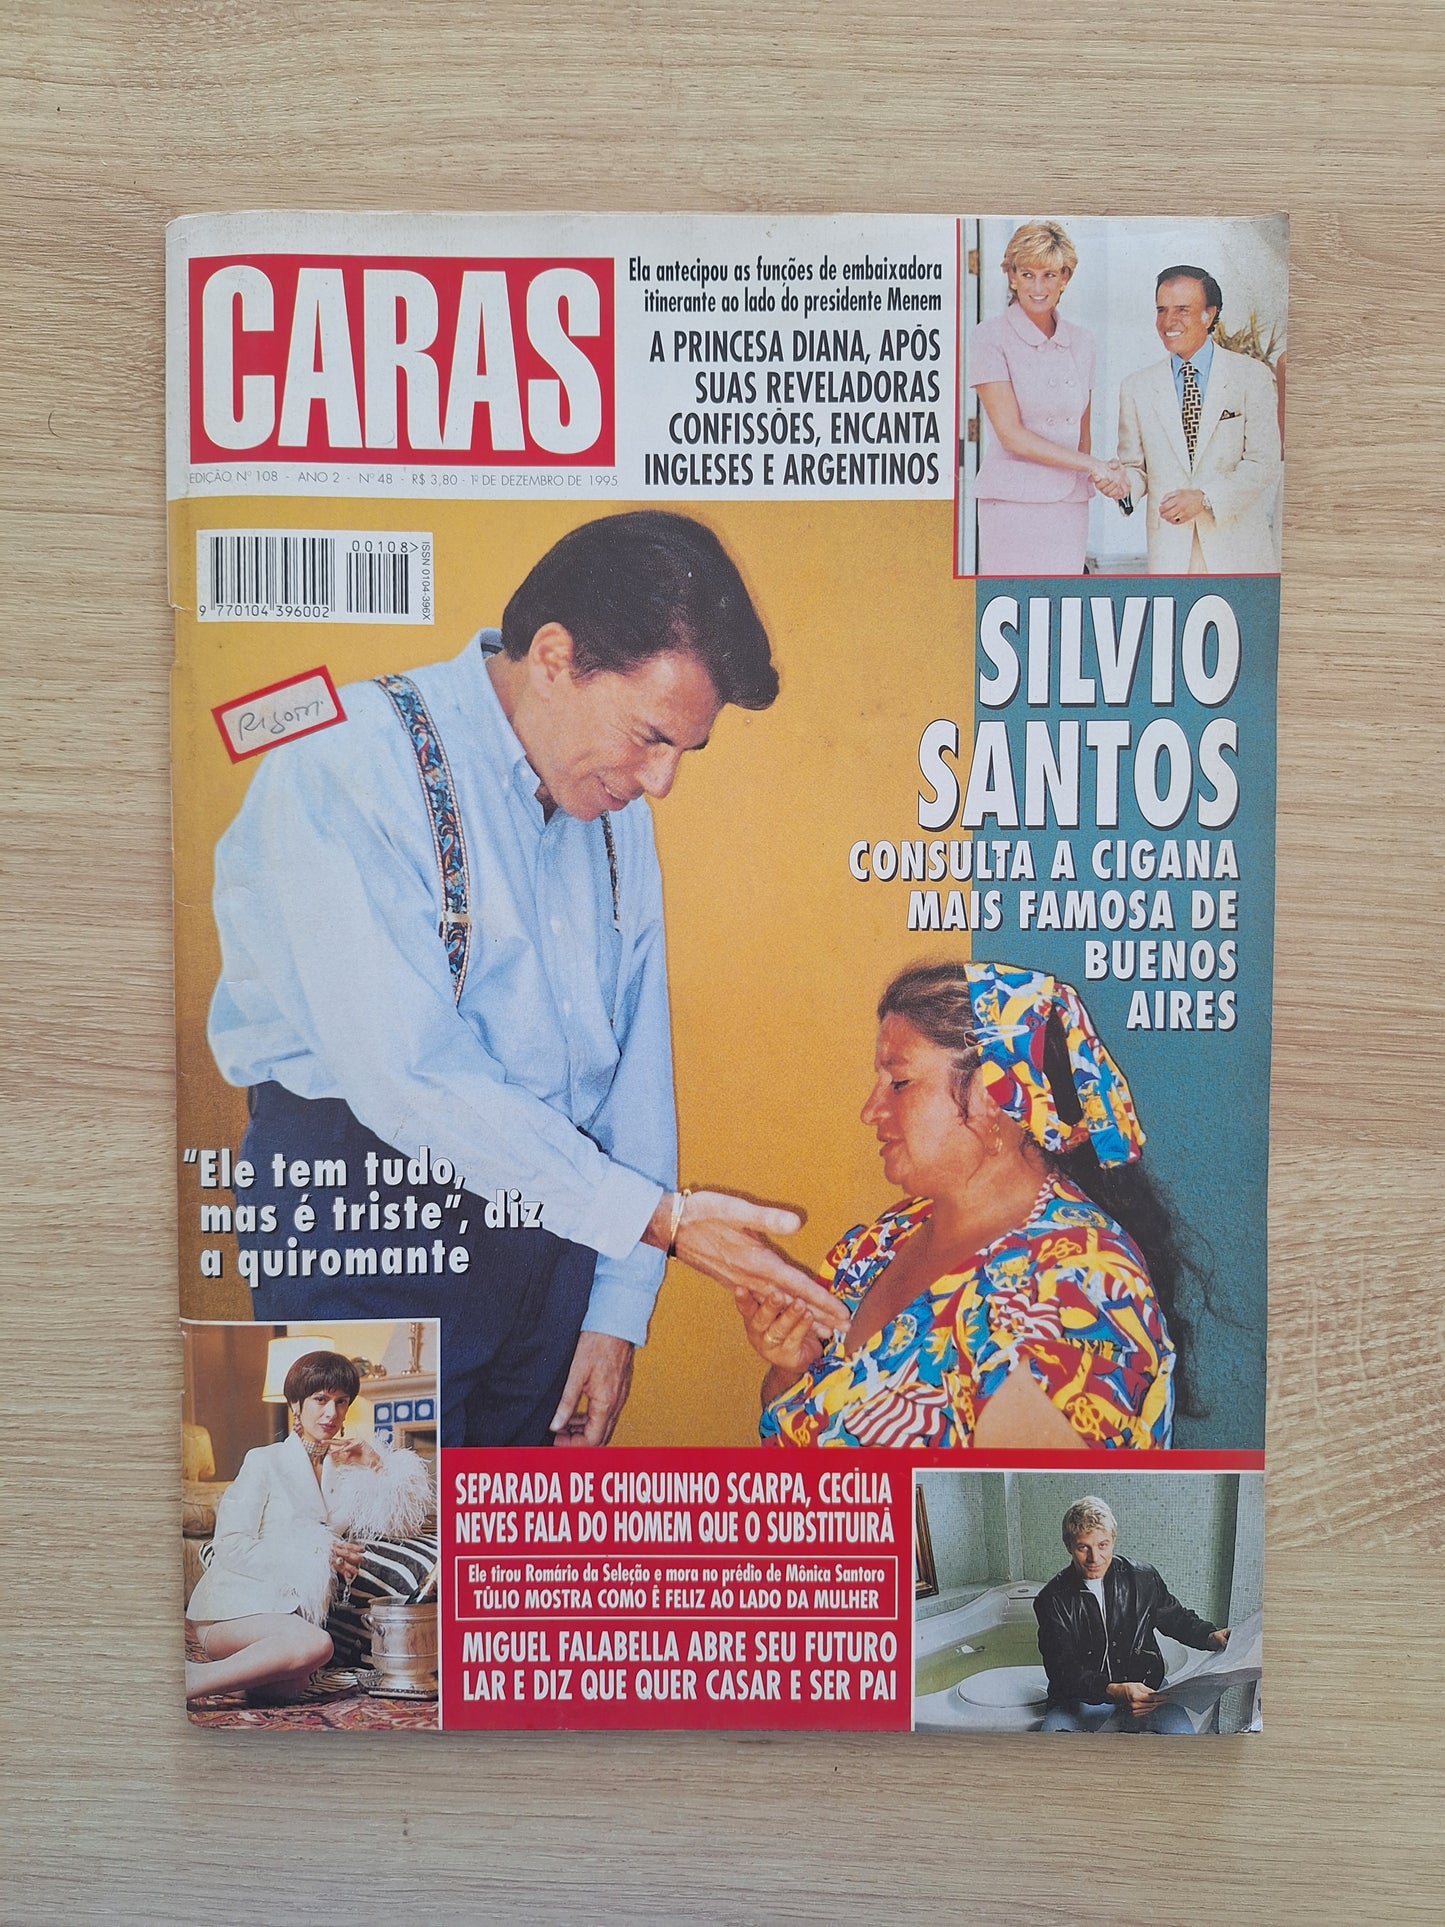 CARAS
EDIÇÃO Nº 108 - ANO 2 - Nº 48 - R$ 3,80 - 1º DE DEZEMBRO DE 1995
Ela antecipou as funções de embaixadora
itinerante ao lado do presidente Menem
A PRINCESA DIANA, APÓS
SUAS REVELADORAS
CONFISSÕES, ENCANTA
INGLESES E ARGENTINOS
00108>
ISSN 0104-396X
9 770104 396002
SILVIO
SANTOS
CONSULTA A CIGANA
MAIS FAMOSA DE
BUENOS
AIRES
"Ele tem tudo,
mas é triste", diz
a quiromante
SEPARADA DE CHIQUINHO SCARPA, CECÍLIA
NEVES FALA DO HOMEM QUE O SUBSTITUIRÁ
Ele tirou Romário da Seleção e mora no prédio de Mônica Santoro
TÚLIO MOSTRA COMO É FELIZ AO LADO DA MULHER
MIGUEL FALABELLA ABRE SEU FUTURO
LAR E DIZ QUE QUER CASAR E SER PAI